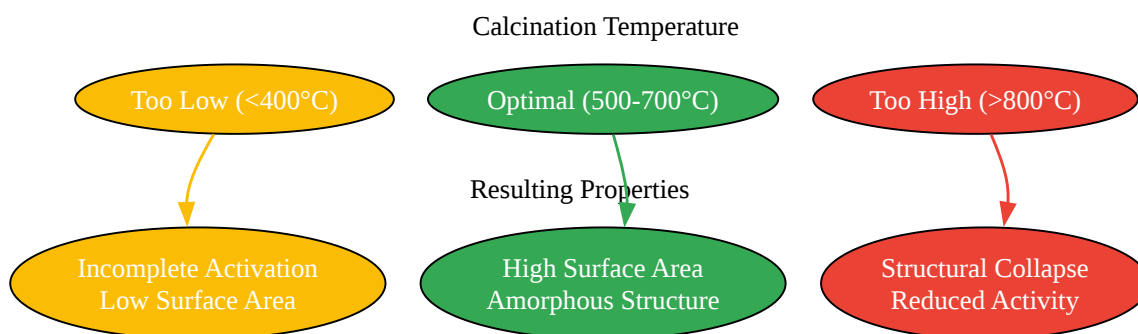 Calcination Temperature
Too Low (<400°C)
Optimal (500-700°C)
Too High (>800°C)
Resulting Properties
Incomplete Activation
Low Surface Area
High Surface Area
Amorphous Structure
Structural Collapse
Reduced Activity